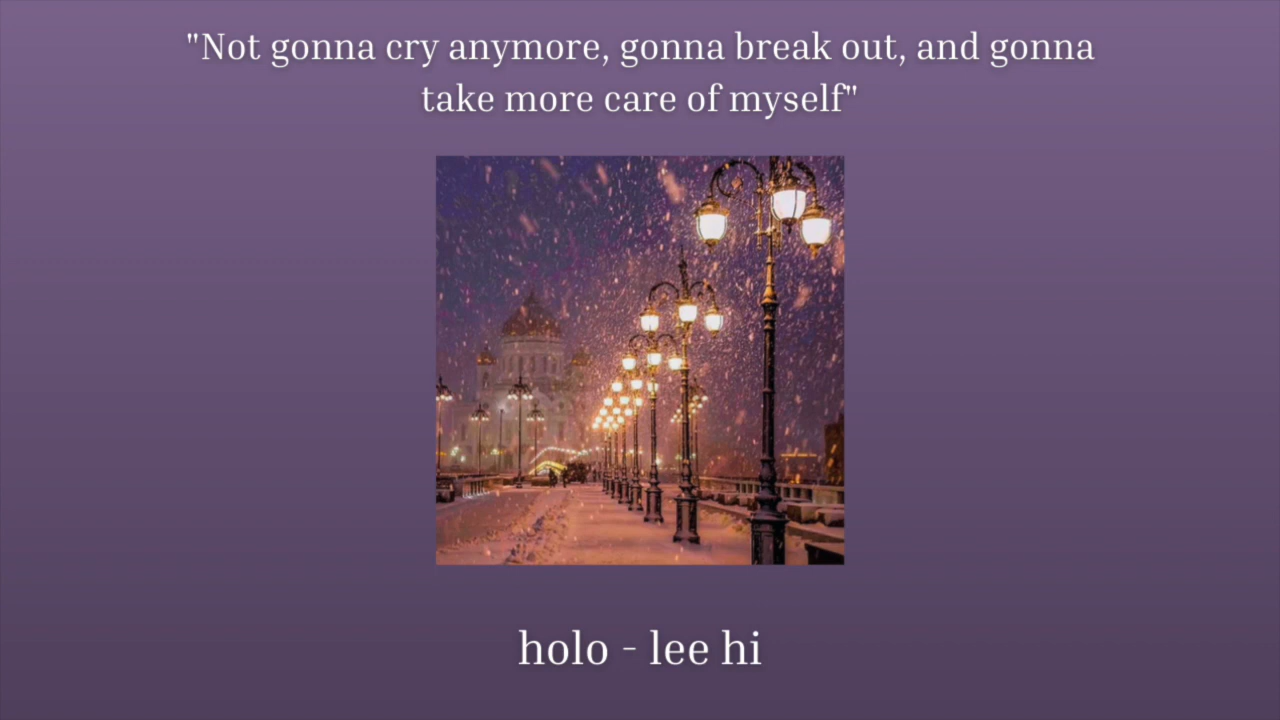 "Not gonna cry anymore, gonna break out, and gonna
take more care of myself"
holo - lee hi